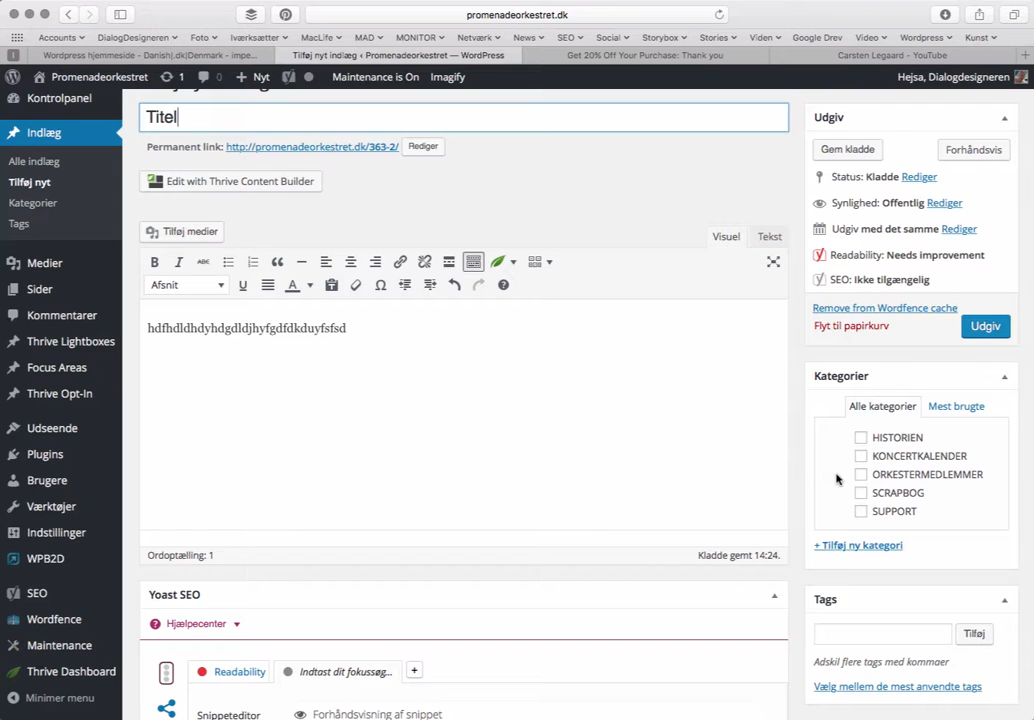 promenadeorkestret.dk
Accounts DialogDesigneren Foto Iværksætter MacLife MAD MONITOR Netværk News SEO Social Storybox Stories Viden Google Drev Video Wordpress Kunst
Wordpress hjemmeside - Danish|.dk|Denmark - impe... Tilføj nyt indlæg ‹ Promenadeorkestret — WordPress Get 20% Off Your Purchase: Thank you Carsten Legaard - YouTube
Promenadeorkestret 1 0 + Nyt Maintenance is On Imagify Hejsa, Dialogdesigneren
Kontrolpanel
Indlæg
Alle indlæg
Tilføj nyt
Kategorier
Tags
Medier
Sider
Kommentarer
Thrive Lightboxes
Focus Areas
Thrive Opt-In
Udseende
Plugins
Brugere
Værktøjer
Indstillinger
WPB2D
SEO
Wordfence
Maintenance
Thrive Dashboard
Minimer menu
Titel
Permanent link: http://promenadeorkestret.dk/363-2/ Rediger
Edit with Thrive Content Builder
Tilføj medier
Visuel Tekst
B I ABC
Afsnit U A Ω
hdfhdldhdyhdgdldjhyfgdfdkduyfsfsd
Ordoptælling: 1 Kladde gemt 14:24.
Yoast SEO
Hjælpecenter
Readability Indtast dit fokussøg... +
Snippeteditor Forhåndsvisning af snippet
Udgiv
Gem kladde Forhåndsvis
Status: Kladde Rediger
Synlighed: Offentlig Rediger
Udgiv med det samme Rediger
Readability: Needs improvement
SEO: Ikke tilgængelig
Remove from Wordfence cache
Flyt til papirkurv Udgiv
Kategorier
Alle kategorier Mest brugte
HISTORIEN
KONCERTKALENDER
ORKESTERMEDLEMMER
SCRAPBOG
SUPPORT
+ Tilføj ny kategori
Tags
Tilføj
Adskil flere tags med kommaer
Vælg mellem de mest anvendte tags